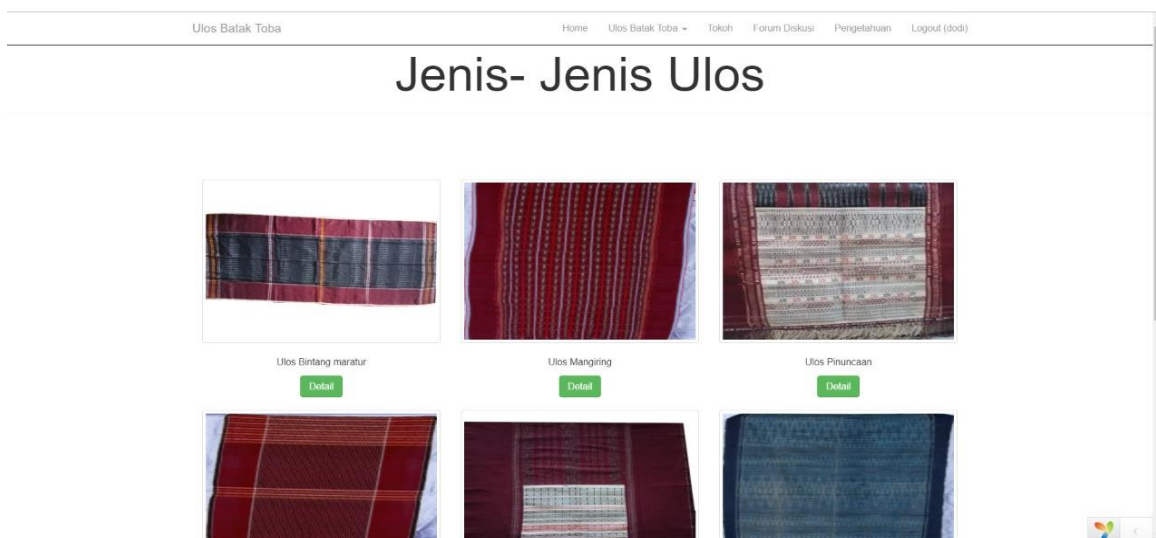 Ulos Batak Toba Home Ulos Batak Toba Tokoh Forum Diskusi Pengetahuan Logout (dodi)
Jenis- Jenis Ulos
Ulos Bintang maratur Ulos Mangiring Ulos Pinuncaan
Detail Detail Detail